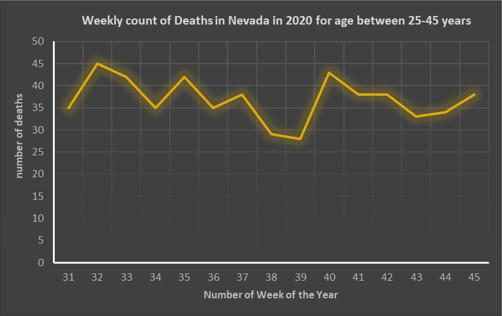 Weekly count of Deaths in Nevada in 2020 for age between 25-45 years
50
45
40
35
30
25
20
15
10
5
0
number of deaths
31 32 33 34 35 36 37 38 39 40 41 42 43 44 45
Number of Week of the Year